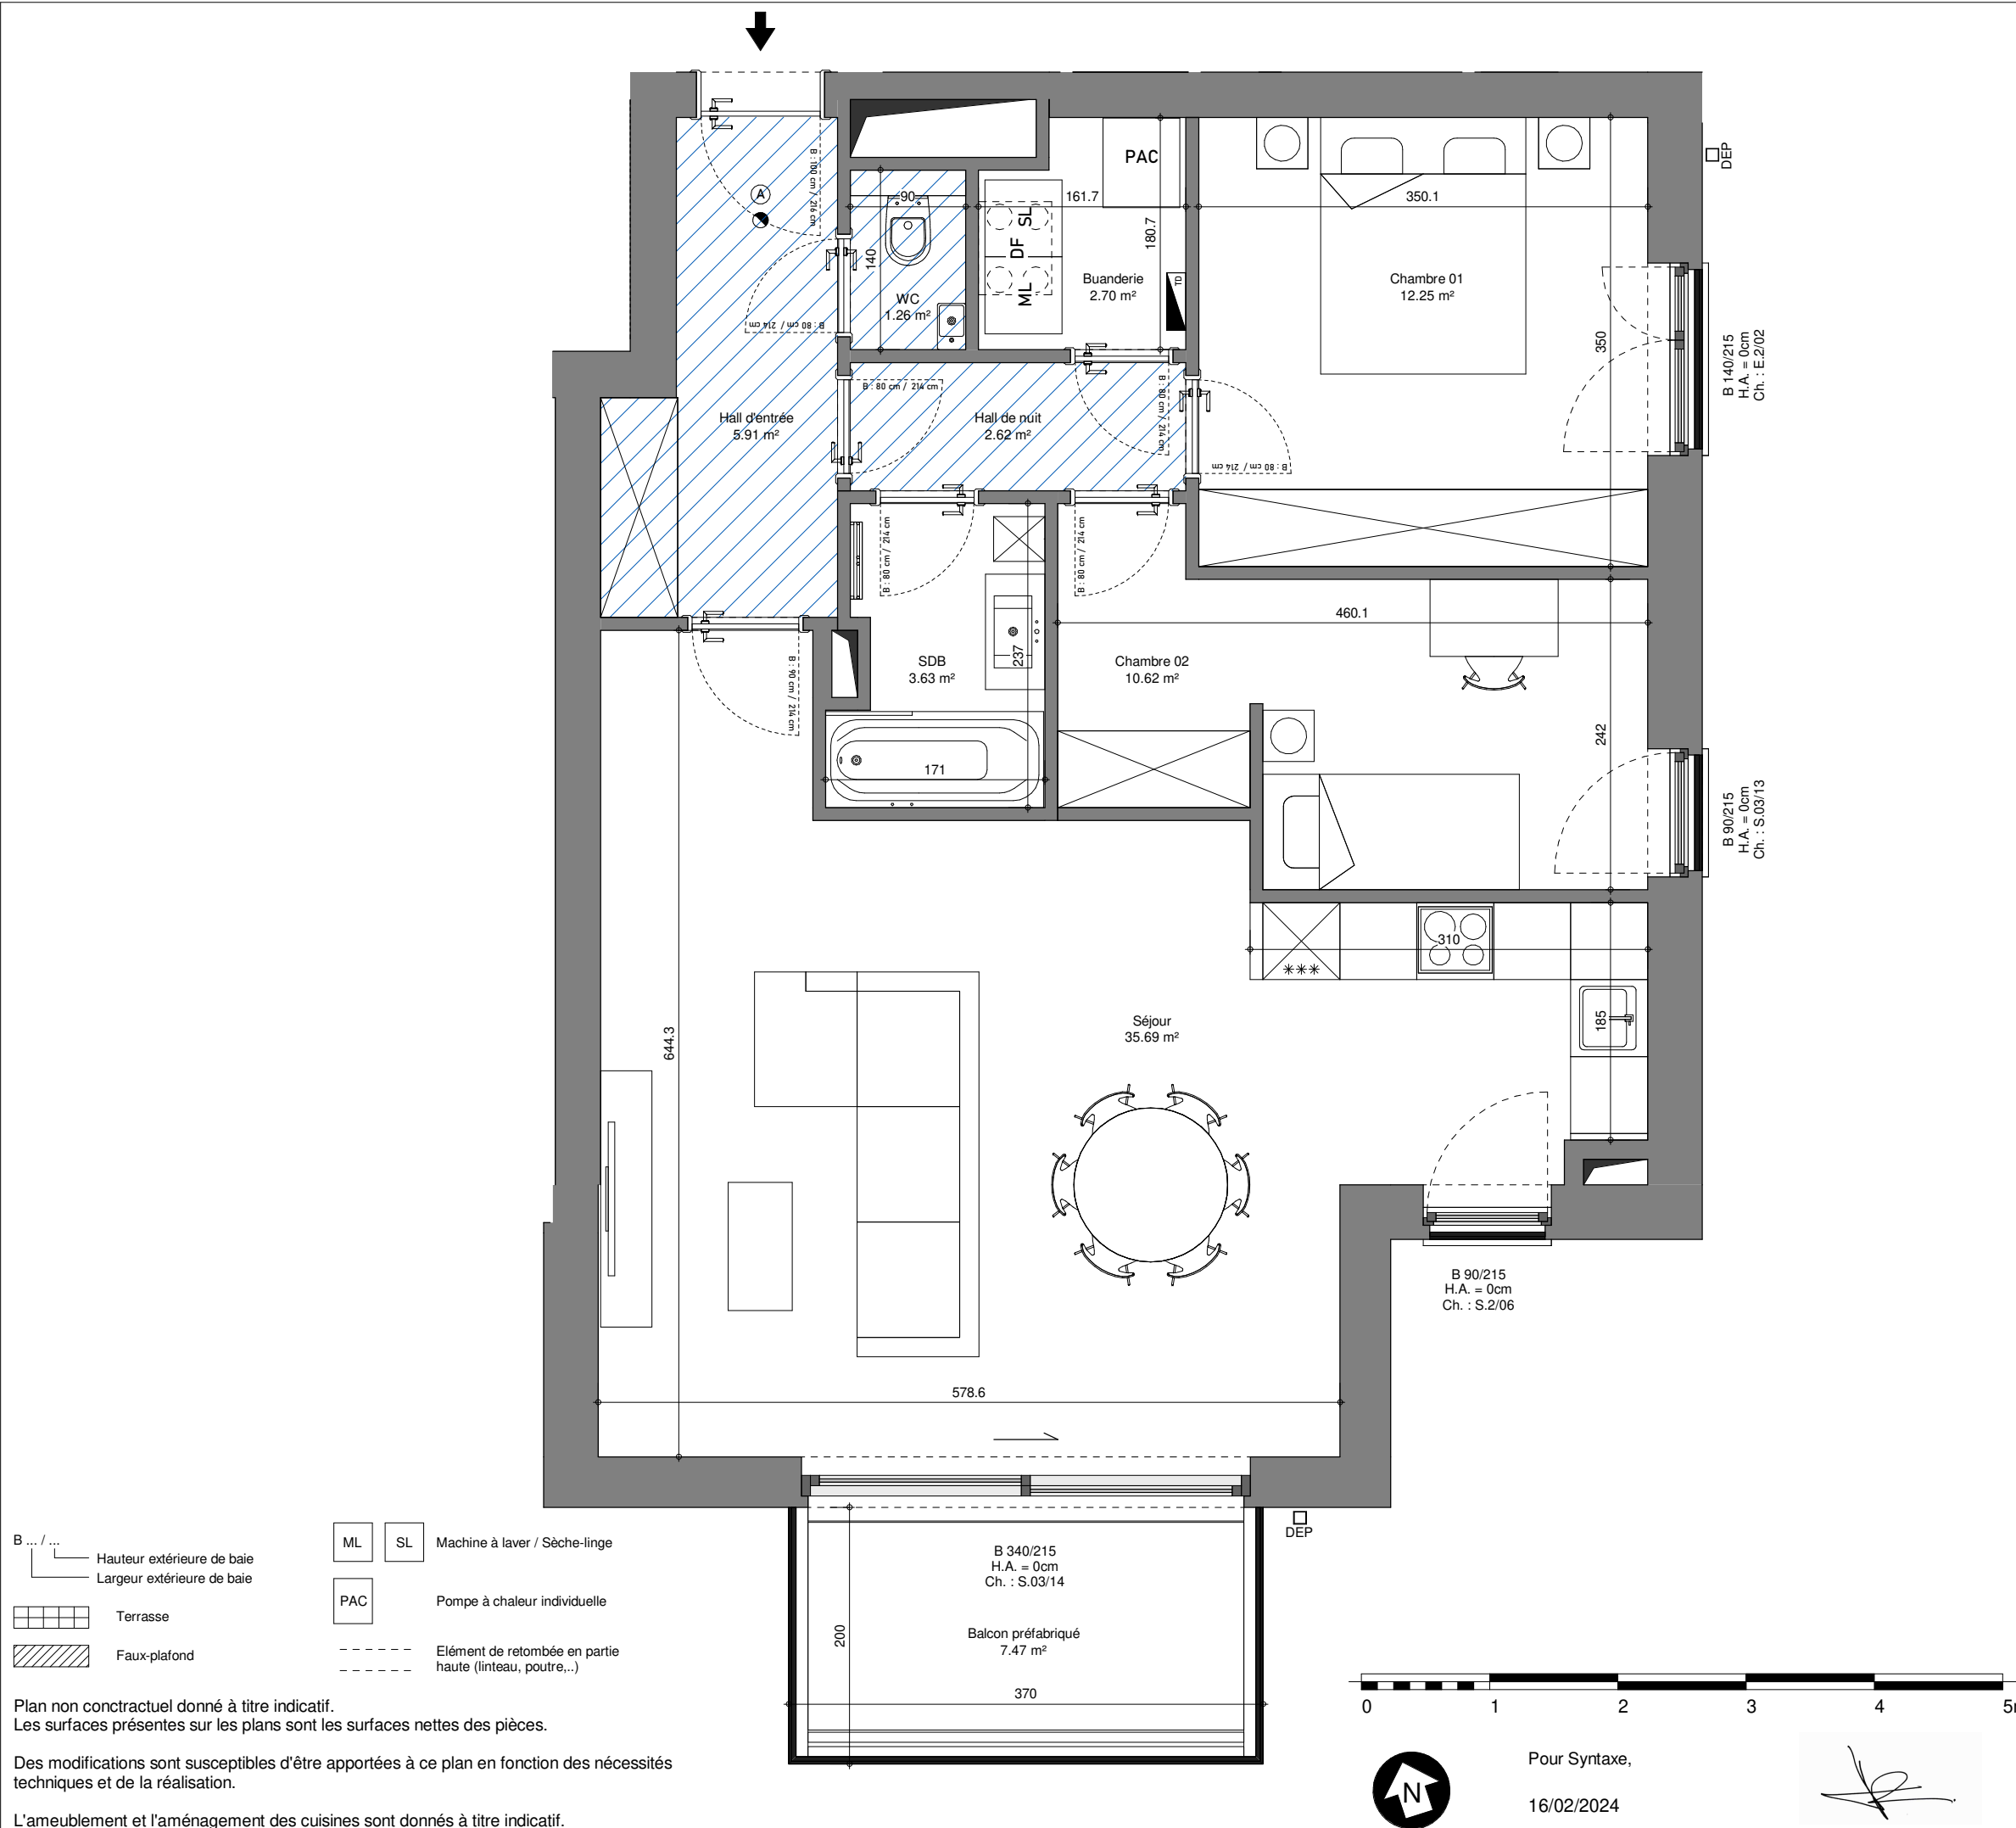 B : 100 cm / 216 cm
A
PAC
DEP
90
161.7
350.1
SL
DF
ML
180.7
140
TD
Buanderie
2.70 m²
Chambre 01
12.25 m²
WC
1.26 m²
B : 80 cm / 214 cm
350
B 140/215
H.A. = 0cm
Ch. : E.2/02
B : 80 cm / 214 cm
B : 80 cm / 214 cm
Hall d'entrée
5.91 m²
Hall de nuit
2.62 m²
B : 80 cm / 214 cm
B : 80 cm / 214 cm
B : 80 cm / 214 cm
460.1
237
SDB
3.63 m²
Chambre 02
10.62 m²
B : 90 cm / 214 cm
242
171
B 90/215
H.A. = 0cm
Ch. : S.03/13
310
***
Séjour
35.69 m²
185
644.3
B 90/215
H.A. = 0cm
Ch. : S.2/06
578.6
DEP
B 340/215
H.A. = 0cm
Ch. : S.03/14
200
Balcon préfabriqué
7.47 m²
370
B ... / ...
Hauteur extérieure de baie
Largeur extérieure de baie
Terrasse
Faux-plafond
ML
SL
Machine à laver / Sèche-linge
PAC
Pompe à chaleur individuelle
Elément de retombée en partie
haute (linteau, poutre,..)
Plan non conctractuel donné à titre indicatif.
Les surfaces présentes sur les plans sont les surfaces nettes des pièces.
Des modifications sont susceptibles d'être apportées à ce plan en fonction des nécessités
techniques et de la réalisation.
L'ameublement et l'aménagement des cuisines sont donnés à titre indicatif.
0 1 2 3 4 5
N
Pour Syntaxe,
16/02/2024